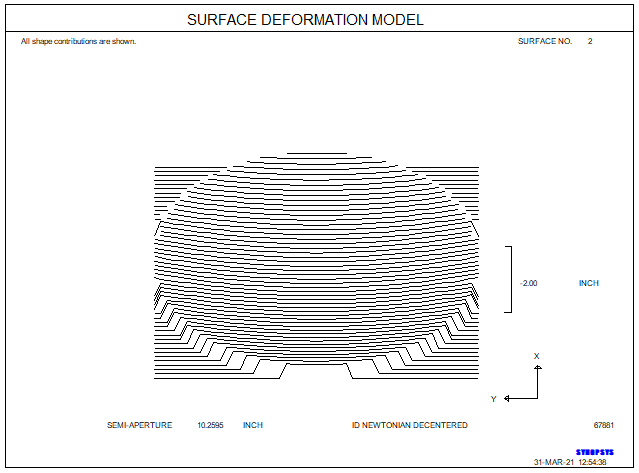 SURFACE DEFORMATION MODEL
All shape contributions are shown.
SURFACE NO. 2
-2.00 INCH
X
Y
SEMI-APERTURE 10.2595 INCH ID NEWTONIAN DECENTERED 67881
SYNOPSYS
31-MAR-21 12:54:38